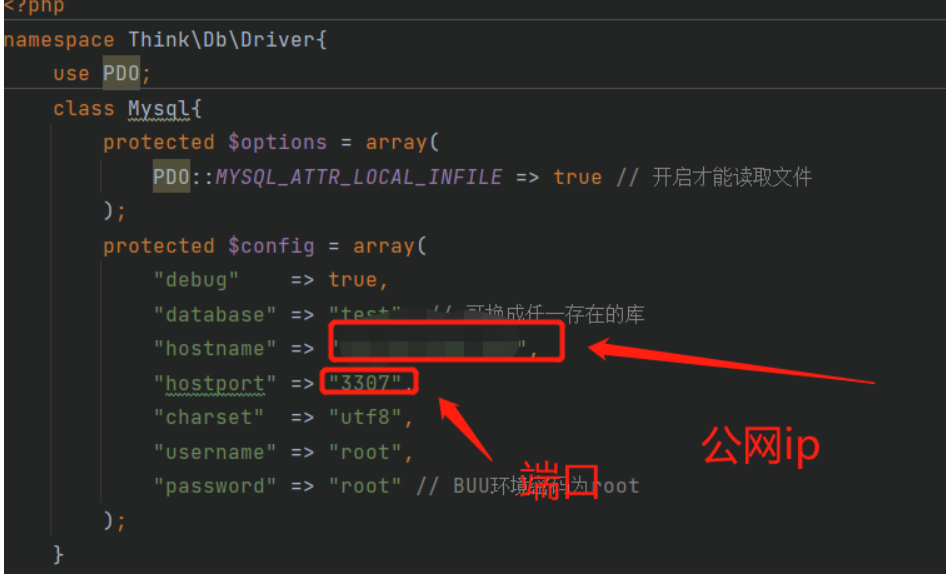 <?php
namespace Think\Db\Driver{
use PDO;
class Mysql{
protected $options = array(
PDO::MYSQL_ATTR_LOCAL_INFILE => true // 开启才能读取文件
);
protected $config = array(
"debug" => true,
"database" => "test", // 可换成任一存在的库
"hostname" => "",
"hostport" => "3307",
"charset" => "utf8",
"username" => "root",
"password" => "root" // BUU环境密码为root
);
}
公网ip
端口